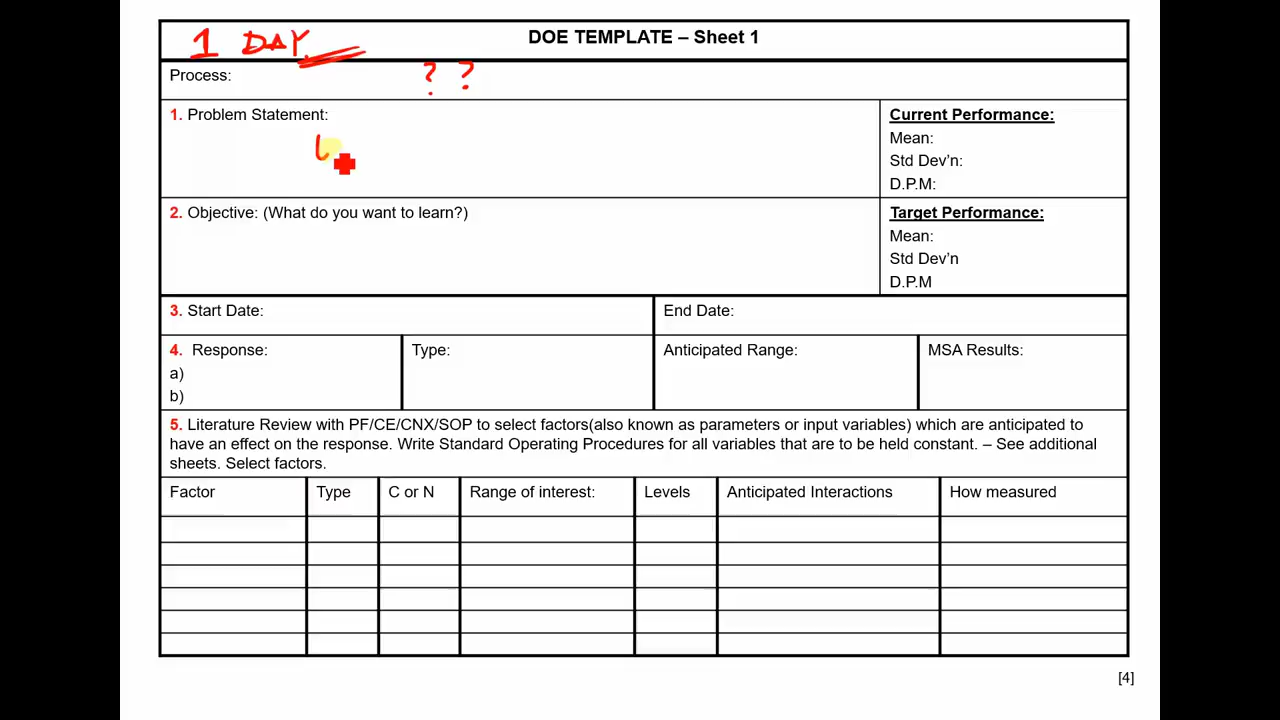 1 DAY
DOE TEMPLATE – Sheet 1
Process:
? ?
1. Problem Statement:
Current Performance:
Mean:
Std Dev’n:
D.P.M:
2. Objective: (What do you want to learn?)
Target Performance:
Mean:
Std Dev’n
D.P.M
3. Start Date:
End Date:
4. Response:
a)
b)
Type:
Anticipated Range:
MSA Results:
5. Literature Review with PF/CE/CNX/SOP to select factors(also known as parameters or input variables) which are anticipated to
have an effect on the response. Write Standard Operating Procedures for all variables that are to be held constant. – See additional
sheets. Select factors.
Factor
Type
C or N
Range of interest:
Levels
Anticipated Interactions
How measured
[4]